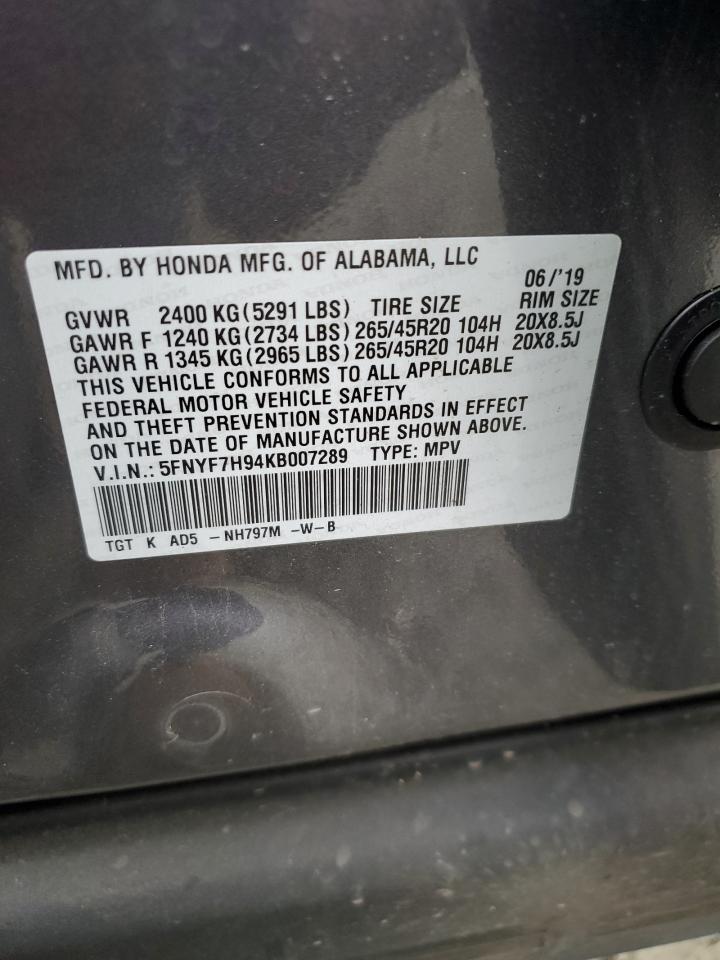 MFD. BY HONDA MFG. OF ALABAMA, LLC
06/'19
GVWR 2400 KG(5291 LBS) TIRE SIZE RIM SIZE
GAWR F 1240 KG(2734 LBS) 265/45R20 104H 20X8.5J
GAWR R 1345 KG(2965 LBS) 265/45R20 104H 20X8.5J
THIS VEHICLE CONFORMS TO ALL APPLICABLE
FEDERAL MOTOR VEHICLE SAFETY
AND THEFT PREVENTION STANDARDS IN EFFECT
ON THE DATE OF MANUFACTURE SHOWN ABOVE.
V.I.N.: 5FNYF7H94KB007289 TYPE: MPV
TGT K AD5 -NH797M -W-B